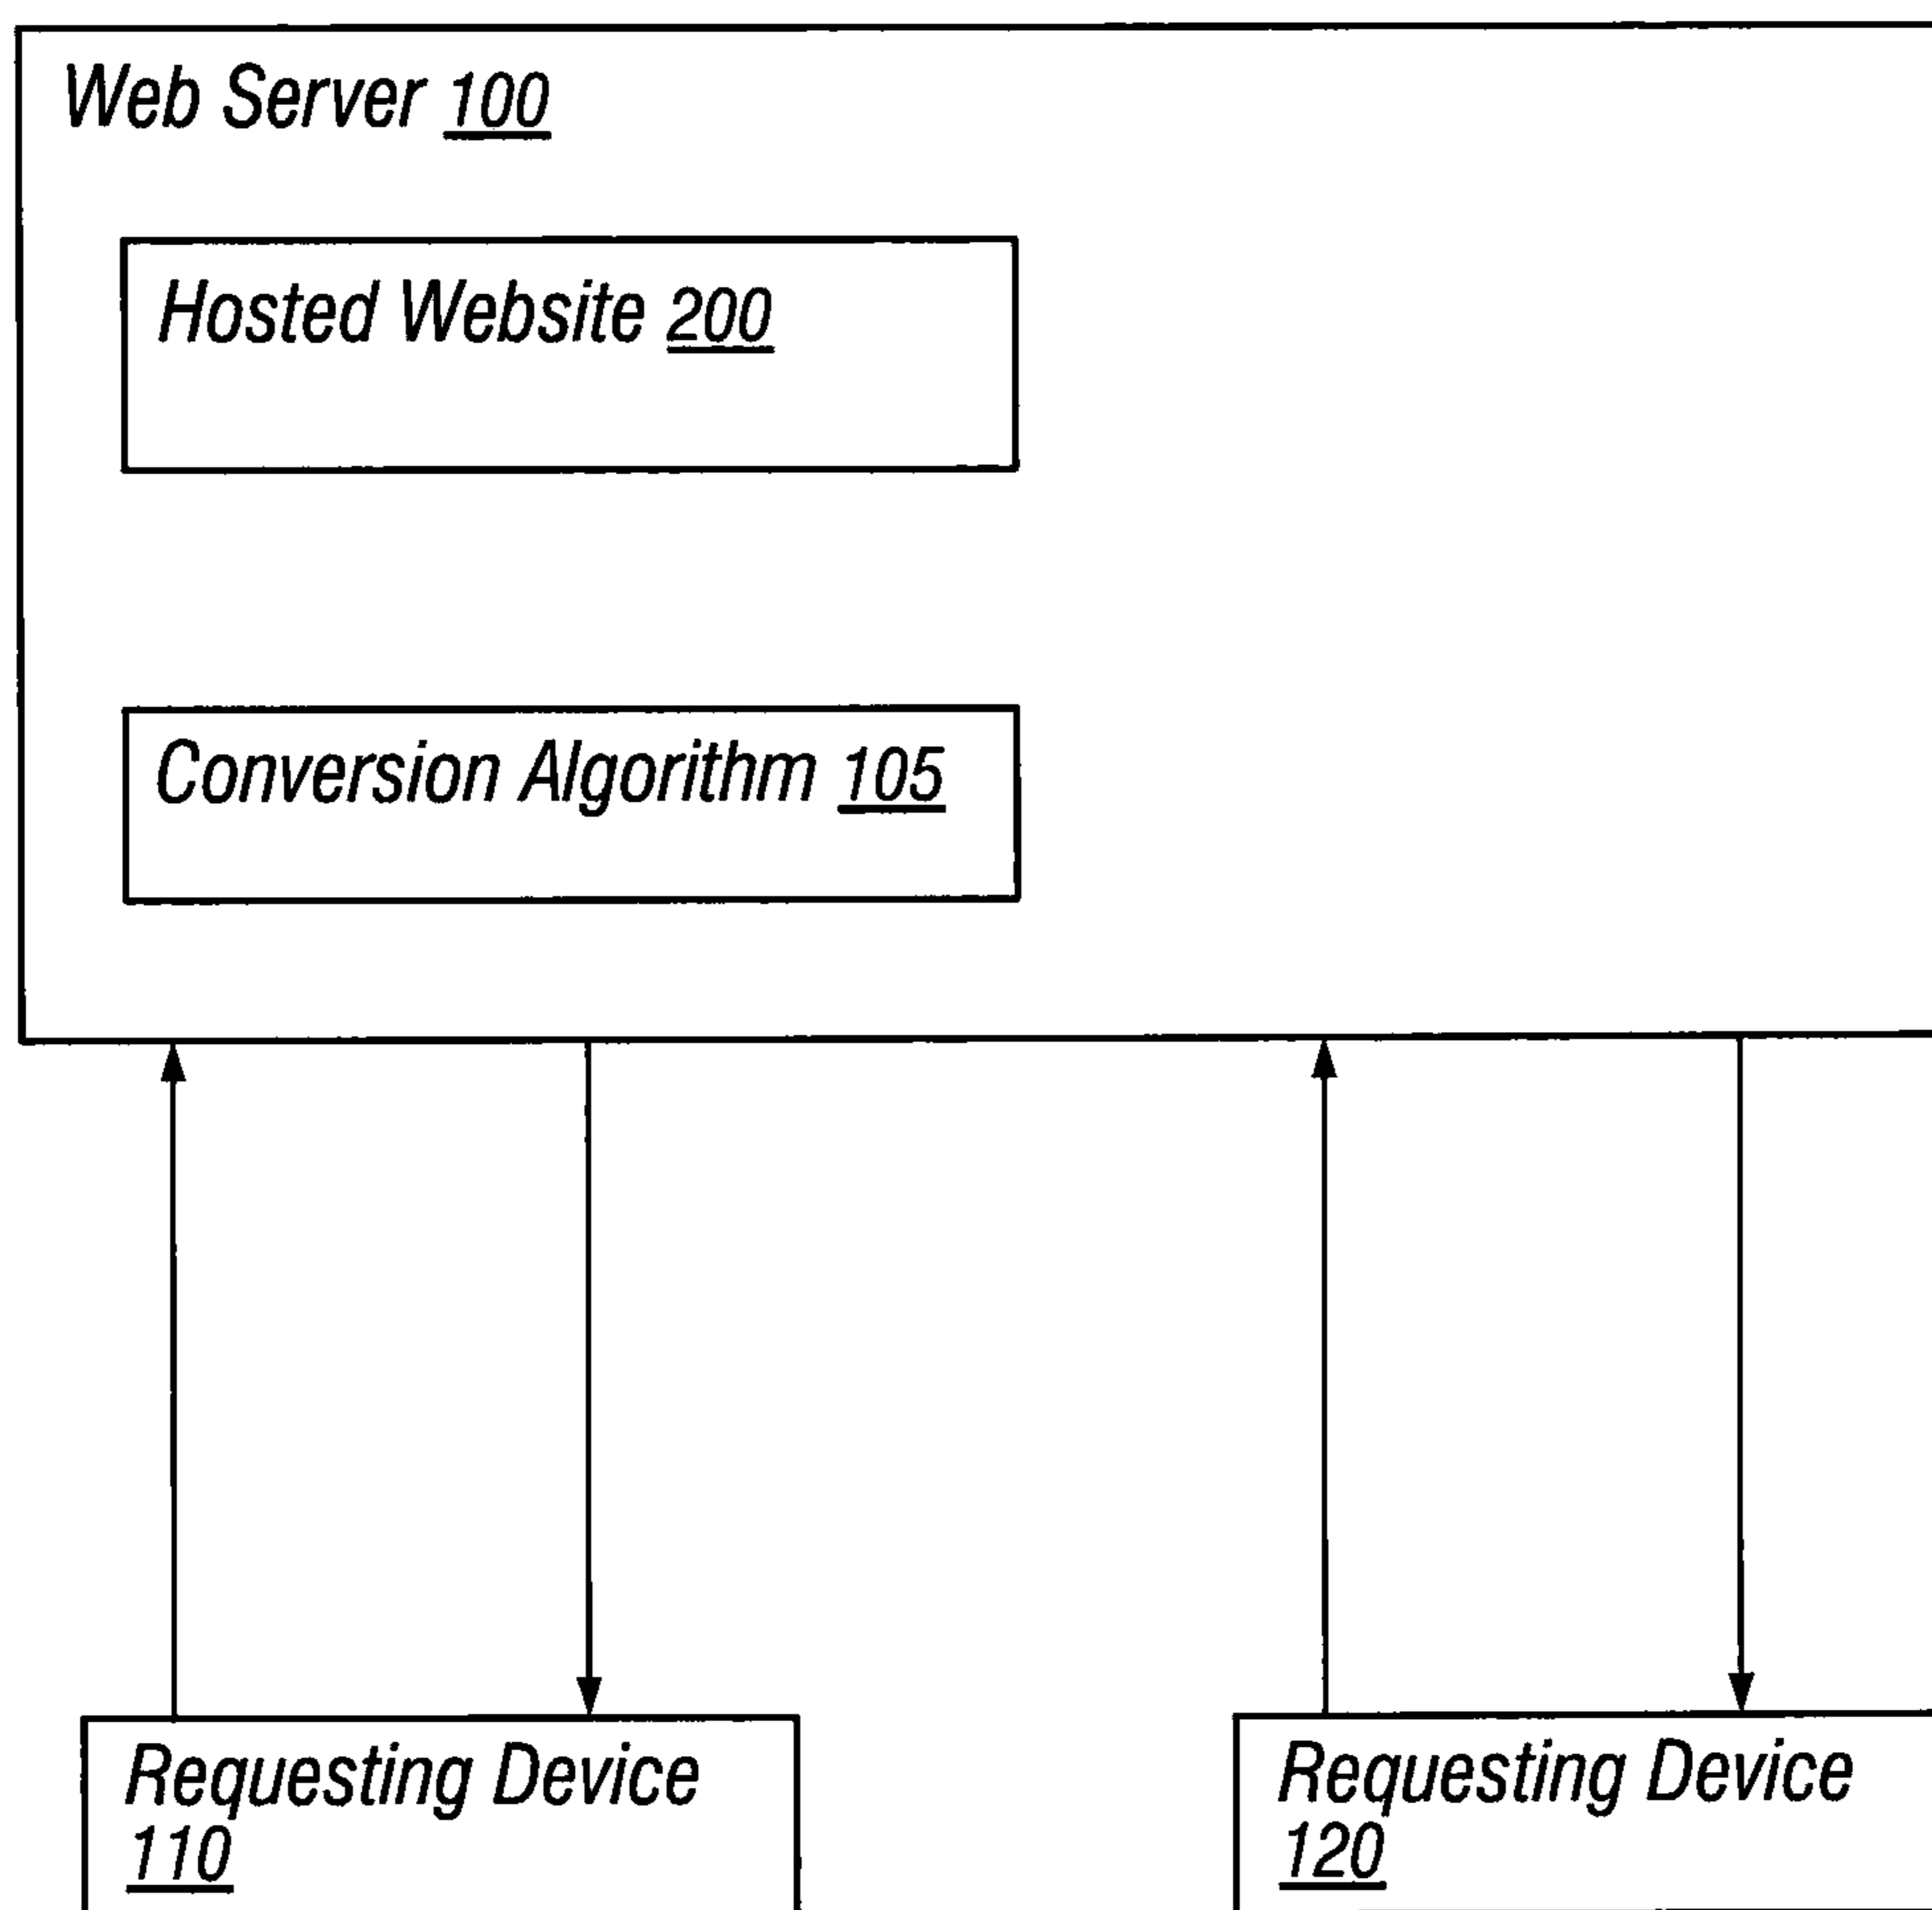 Web Server 100
Hosted Website 200
Conversion Algorithm 105
Requesting Device
110
Requesting Device
120